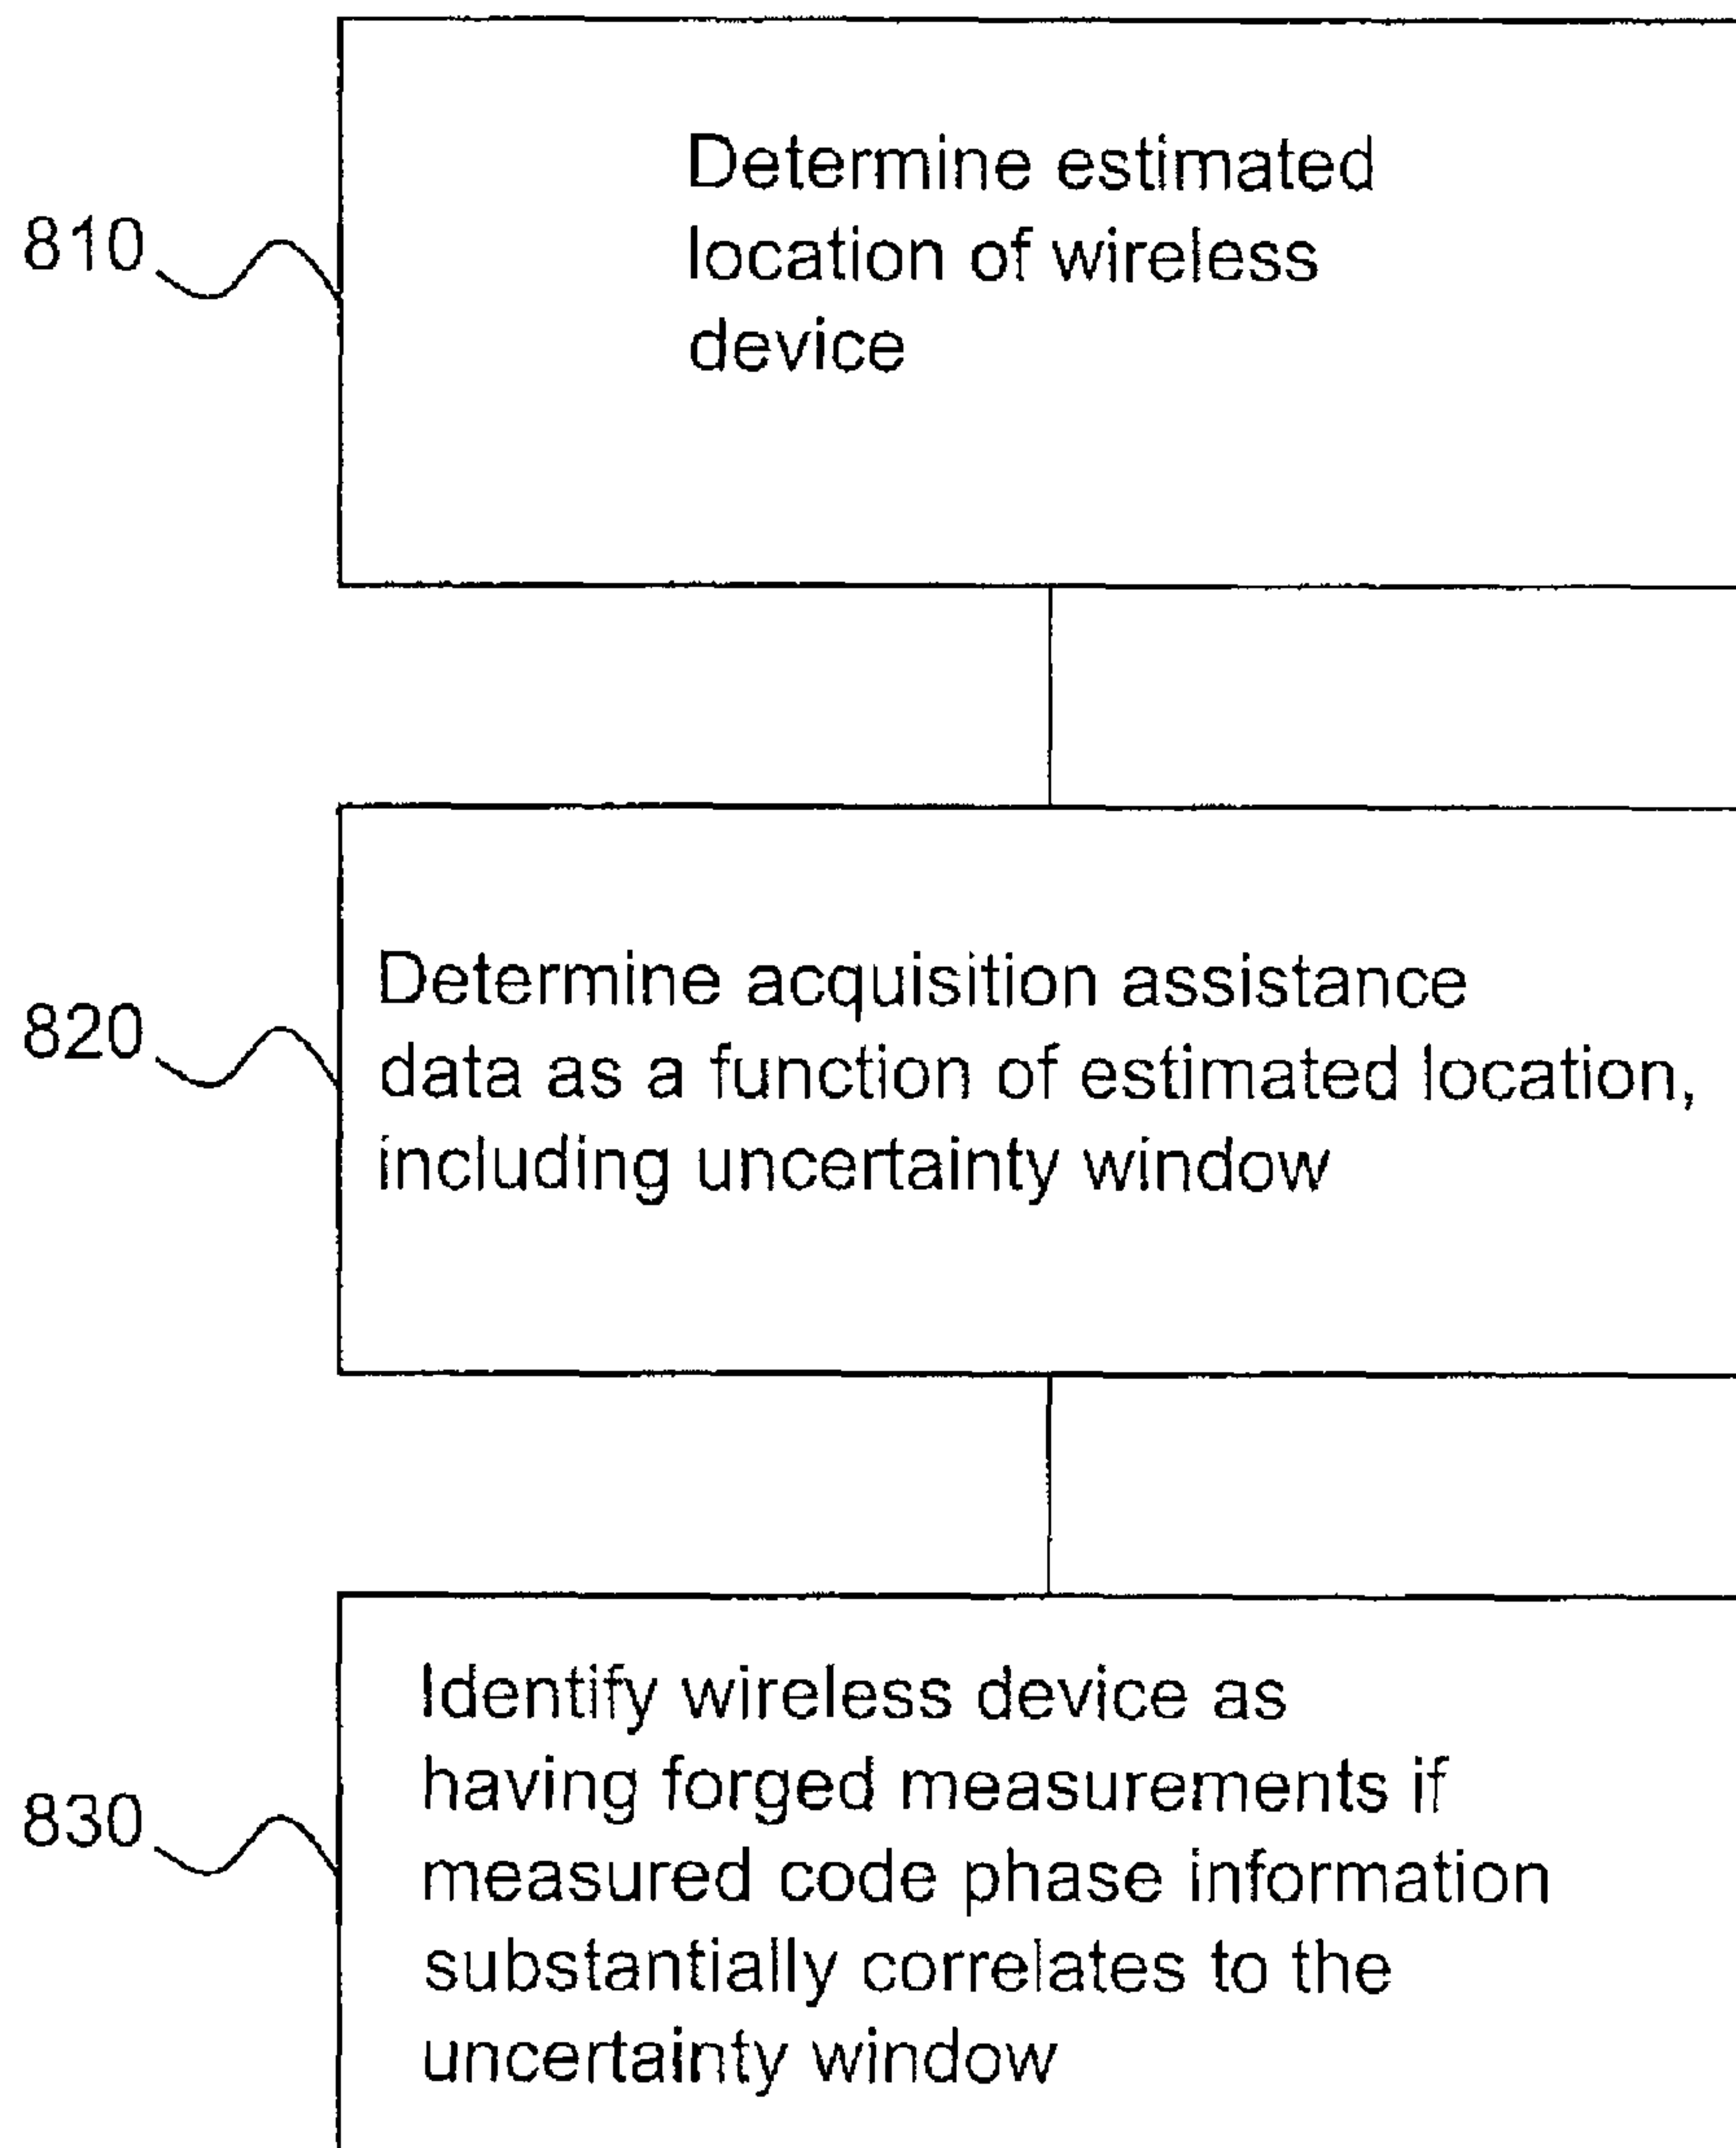 810
Determine estimated
location of wireless
device
820
Determine acquisition assistance
data as a function of estimated location,
including uncertainty window
830
Identify wireless device as
having forged measurements if
measured code phase information
substantially correlates to the
uncertainty window